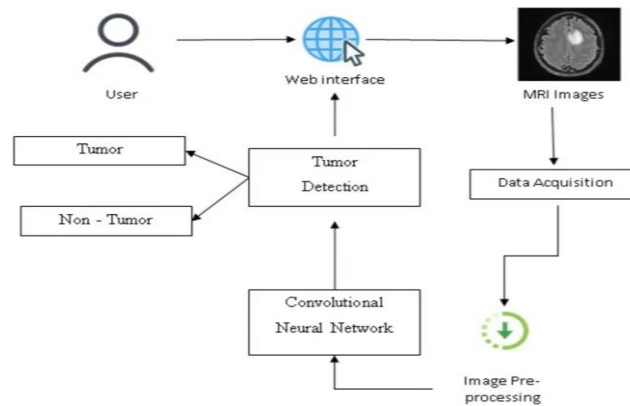 User
Web interface
MRI Images
Tumor
Tumor
Detection
Data Acquisition
Non - Tumor
Convolutional
Neural Network
Image Pre-
processing